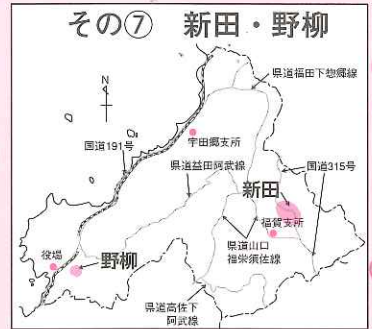 その⑦ 新田・野柳
N
県道福田下惣郷線
宇田郷支所
国道191号
県道益田阿武線
国道315号
新田
福賀支所
役場
野柳
県道山口
福栄須佐線
県道高佐下
阿武線